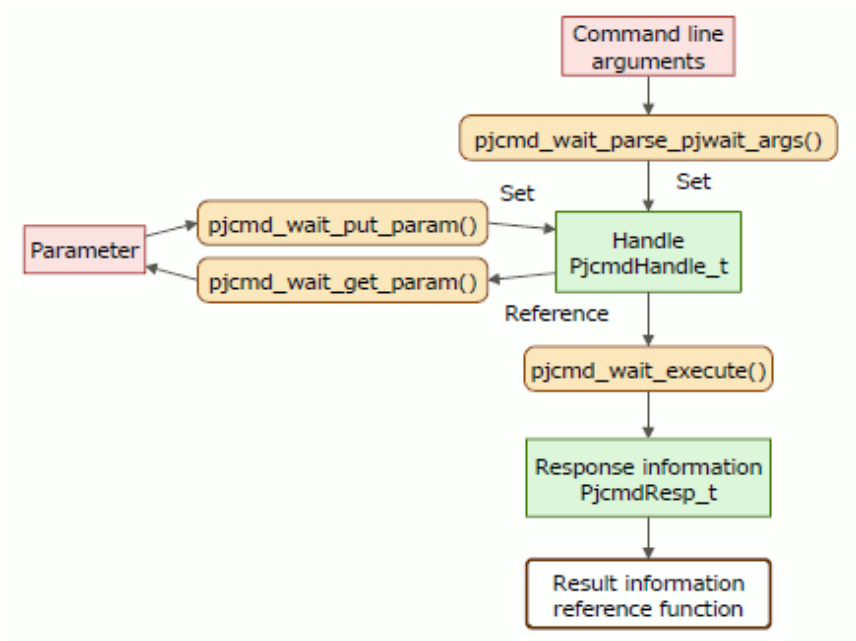 Command line
arguments
pjcmd_wait_parse_pjwait_args()
Set
Set
pjcmd_wait_put_param()
Parameter
Handle
PjcmdHandle_t
pjcmd_wait_get_param()
Reference
pjcmd_wait_execute()
Response information
PjcmdResp_t
Result information
reference function